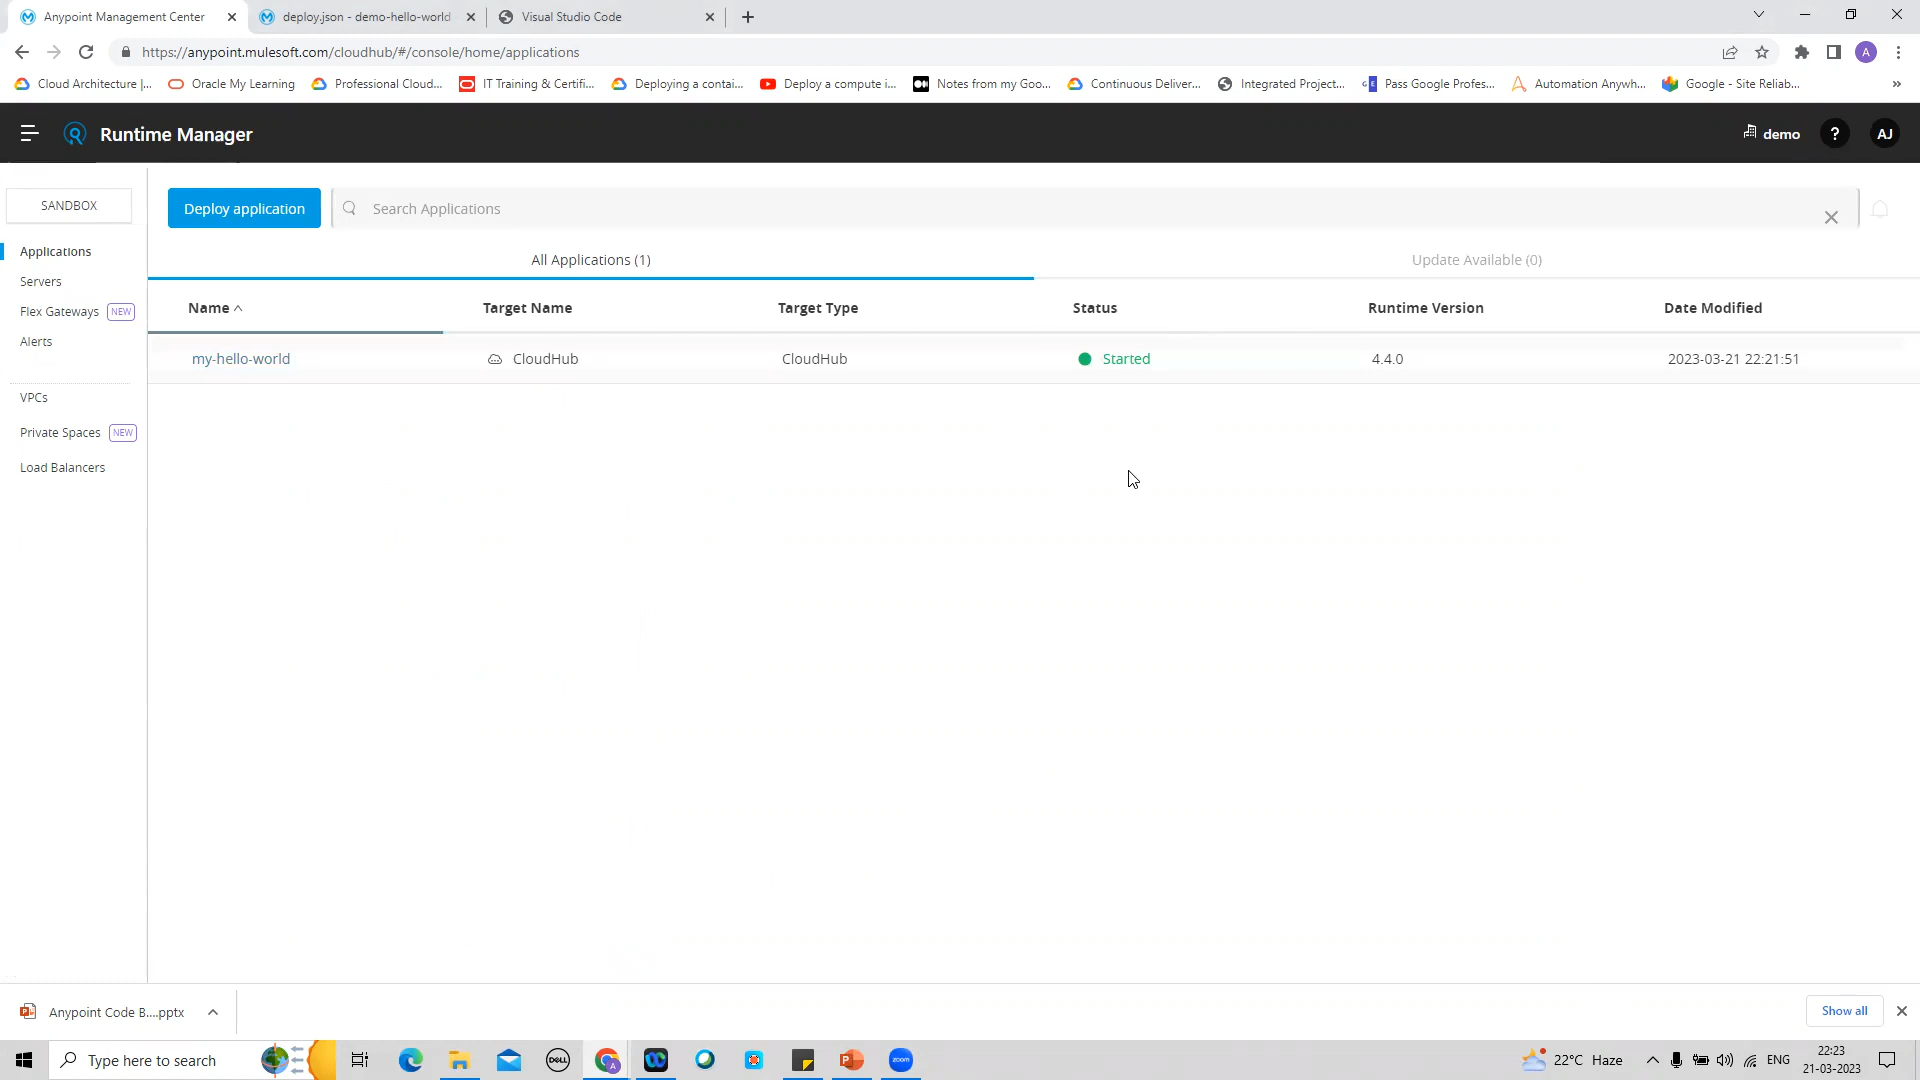 Anypoint Management Center
deploy.json - demo-hello-world
Visual Studio Code
https://anypoint.mulesoft.com/cloudhub/#/console/home/applications
A
Cloud Architecture |...
Oracle My Learning
Professional Cloud...
IT Training & Certifi...
Deploying a contai...
Deploy a compute i...
Notes from my Goo...
Continuous Deliver...
Integrated Project...
Pass Google Profes...
Automation Anywh...
Google - Site Reliab...
»
Runtime Manager
demo
?
AJ
SANDBOX
Deploy application
Search Applications
Applications
Servers
Flex Gateways NEW
Alerts
VPCs
Private Spaces NEW
Load Balancers
All Applications (1)
Update Available (0)
Name
Target Name
Target Type
Status
Runtime Version
Date Modified
my-hello-world
CloudHub
CloudHub
Started
4.4.0
2023-03-21 22:21:51
Anypoint Code B....pptx
Show all
Type here to search
DELL
zoom
22°C Haze
ENG
22:23
21-03-2023